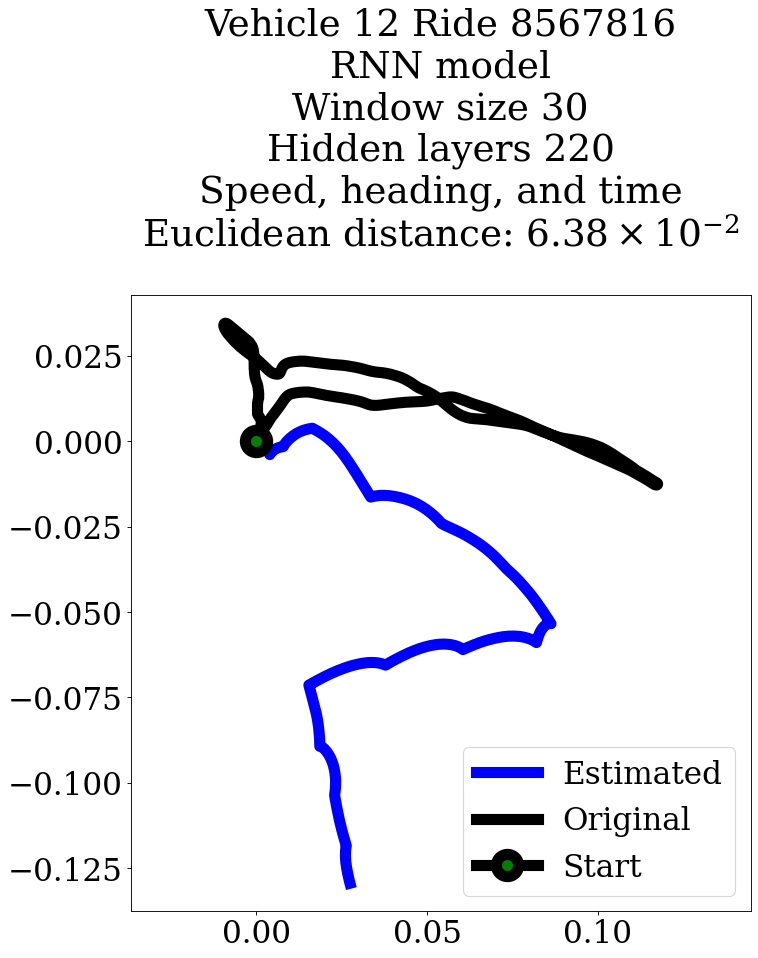 Vehicle 12 Ride 8567816
RNN model
Window size 30
Hidden layers 220
Speed, heading, and time
Euclidean distance: 6.38 × 10⁻²
0.025
0.000
−0.025
−0.050
−0.075
−0.100
−0.125
0.00 0.05 0.10
Estimated
Original
Start